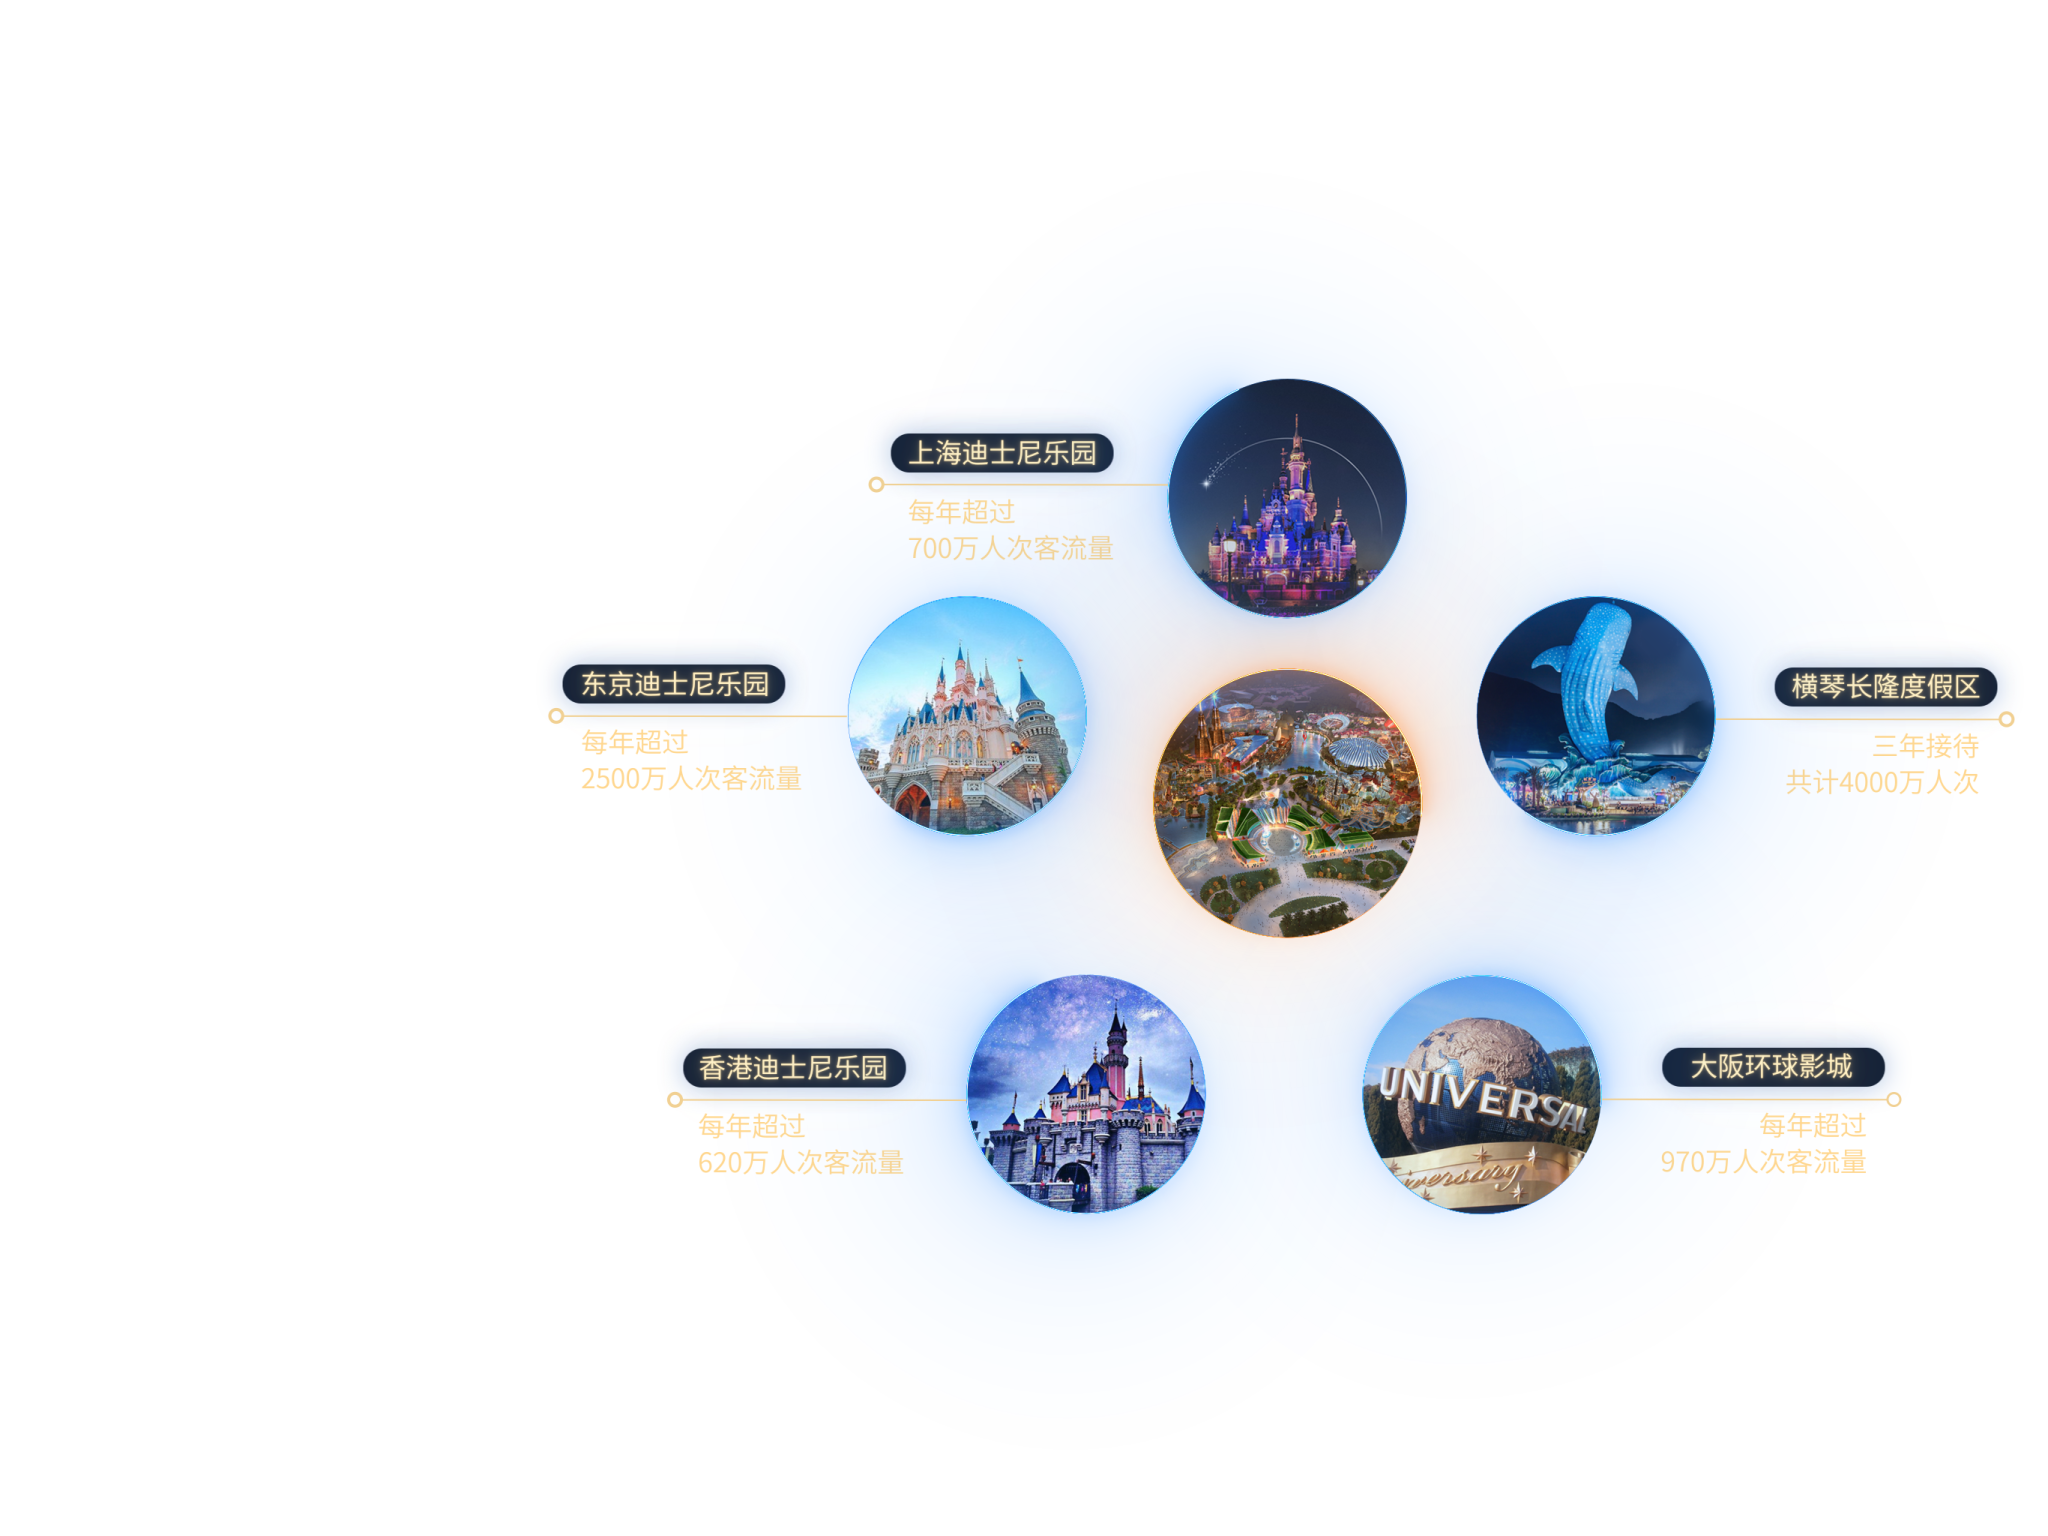 上海迪士尼乐园
每年超过
700万人次客流量
东京迪士尼乐园
每年超过
2500万人次客流量
横琴长隆度假区
三年接待
共计4000万人次
香港迪士尼乐园
每年超过
620万人次客流量
UNIVERSAL
iversary
大阪环球影城
每年超过
970万人次客流量